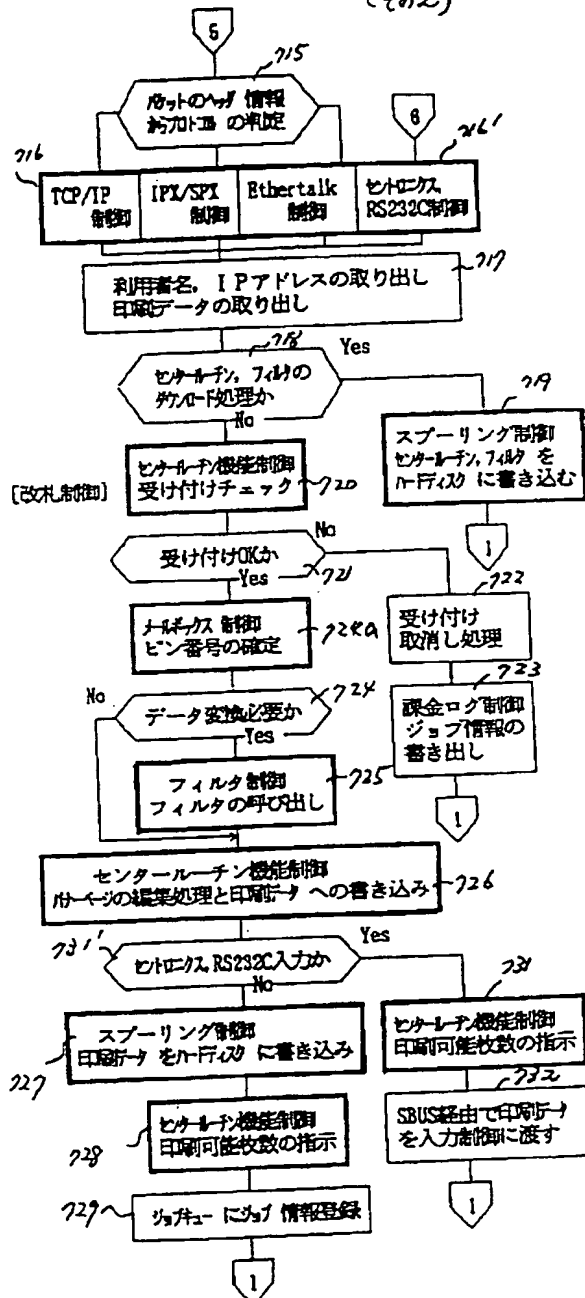 (その2)
5
715
パケットのヘッダ 情報
からプロトコル の判定
8
716
716'
TCP/IP
制御
IPX/SPX
制御
Ethertalk
制御
セントロニクス,
RS232C制御
717
利用者名, IPアドレスの取り出し
印刷データの取り出し
718
Yes
センタールーチン, フィルタの
ダウンロード処理か
No
719
スプーリング制御
センタールーチン, フィルタ を
ハードディスク に書き込む
1
[改札制御]
センタールーチン機能制御
受け付けチェック
720
No
受け付けOKか
Yes
721
722
受け付け
取消し処理
メールボックス 制御
ビン番号の確定
724a
723
課金ログ制御
ジョブ情報の
書き出し
1
No
724
データ変換必要か
Yes
フィルタ制御
フィルタの呼び出し
725
センタールーチン機能制御
バナーページの編集処理と印刷データ への書き込み
726
731'
Yes
セントロニクス, RS232C入力か
No
731
センタールーチン機能制御
印刷可能枚数の指示
スプーリング制御
印刷データ をハードディスク に書き込み
727
732
SBUS経由で印刷データ
を入力制御に渡す
1
センタールーチン機能制御
印刷可能枚数の指示
728
729
ジョブキュー にジョブ 情報登録
1